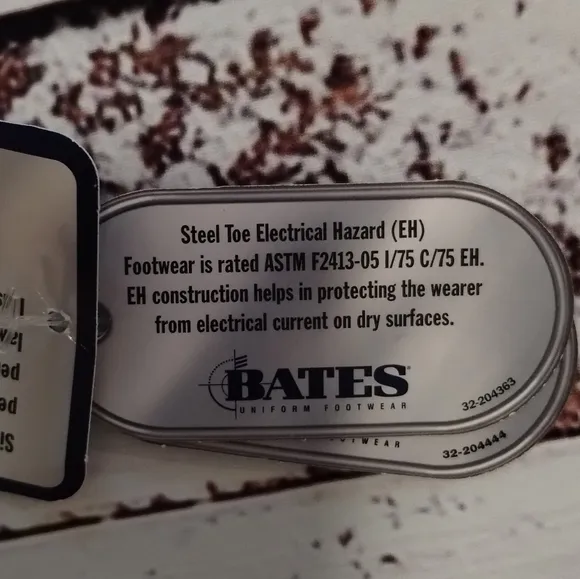 Steel Toe Electrical Hazard (EH)
Footwear is rated ASTM F2413-05 I/75 C/75 EH.
EH construction helps in protecting the wearer
from electrical current on dry surfaces.
BATES
UNIFORM FOOTWEAR
32-204363
32-204444